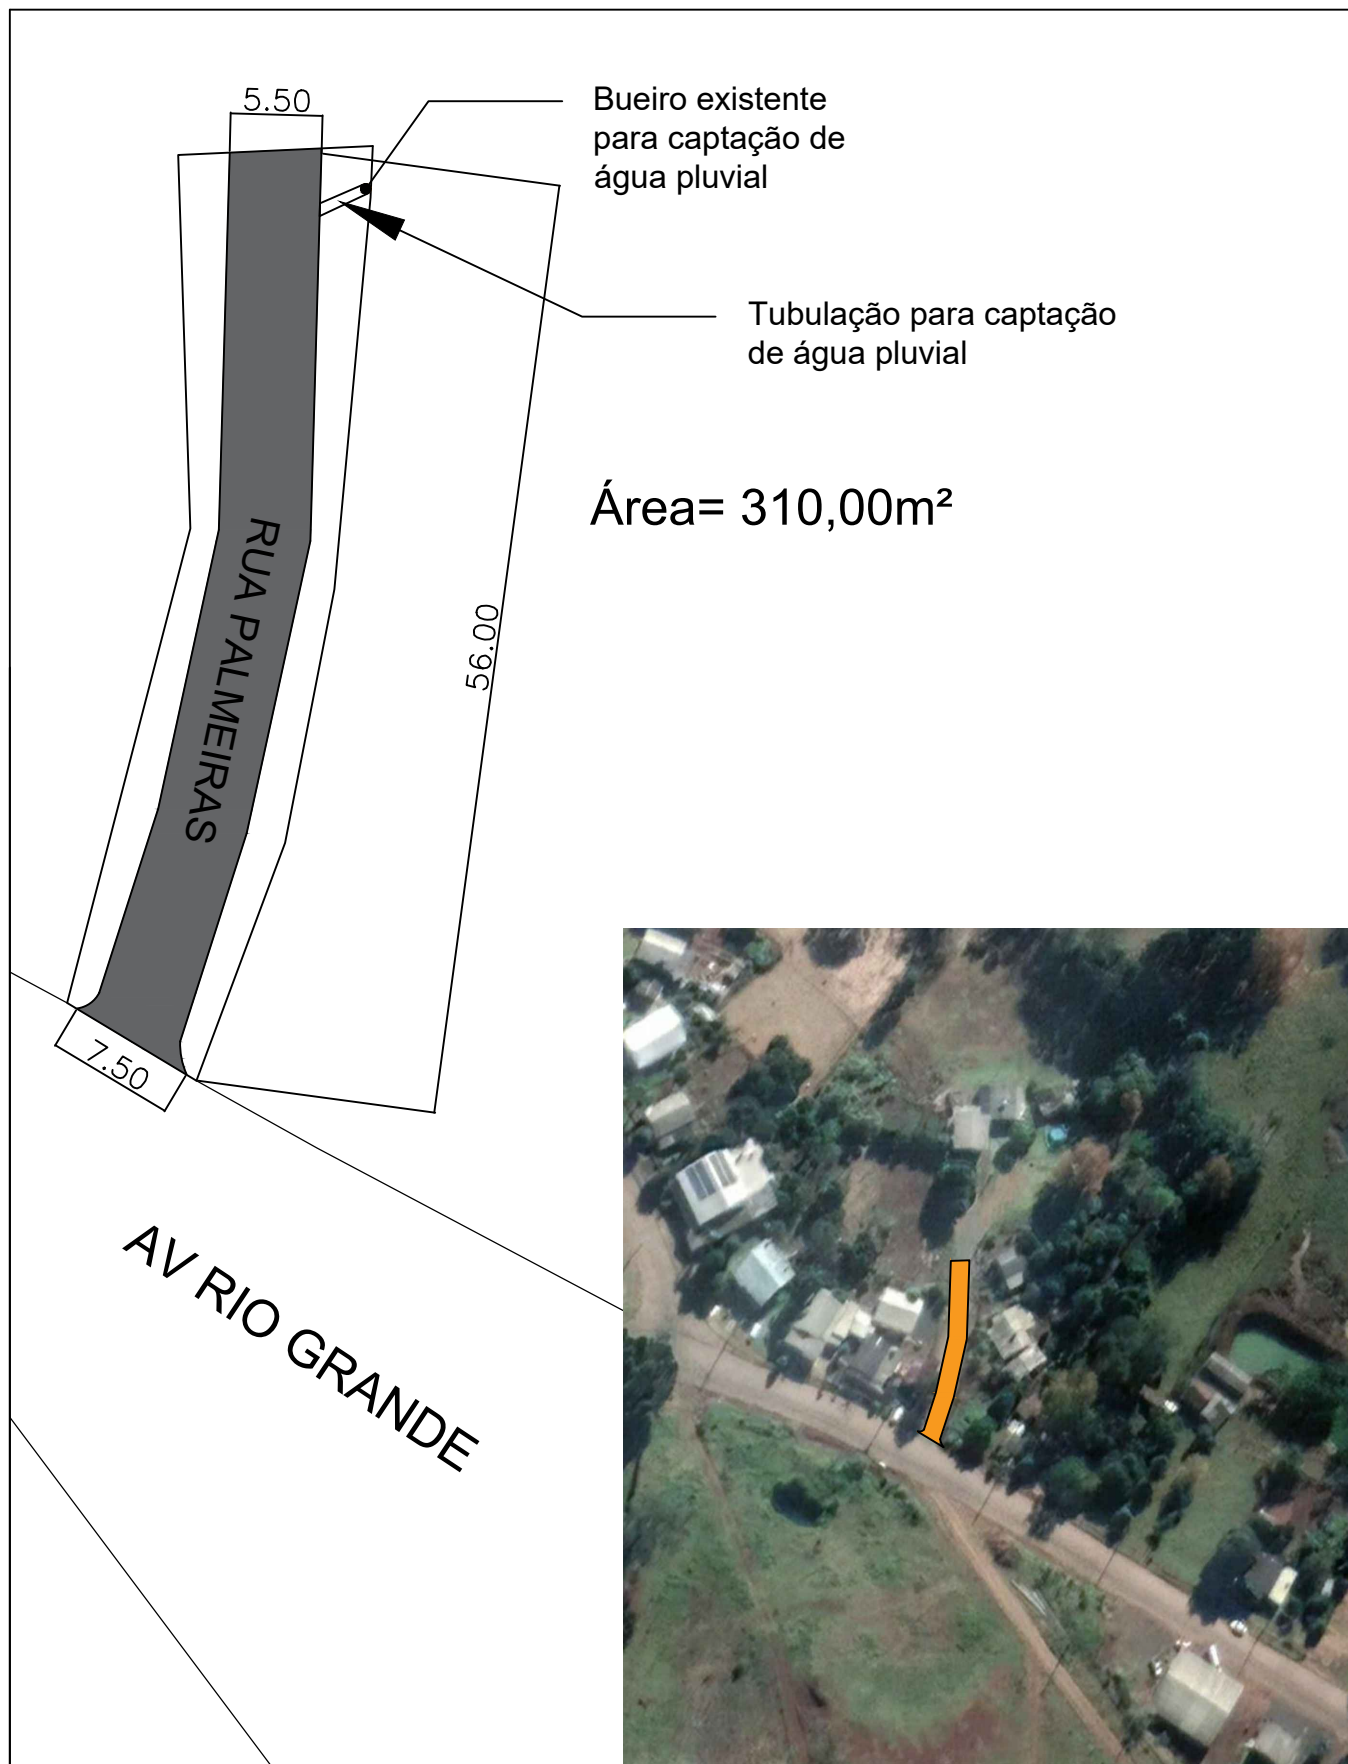 5.50
Bueiro existente
para captação de
água pluvial
Tubulação para captação
de água pluvial
Área= 310,00m²
RUA PALMEIRAS
56.00
7.50
AV RIO GRANDE